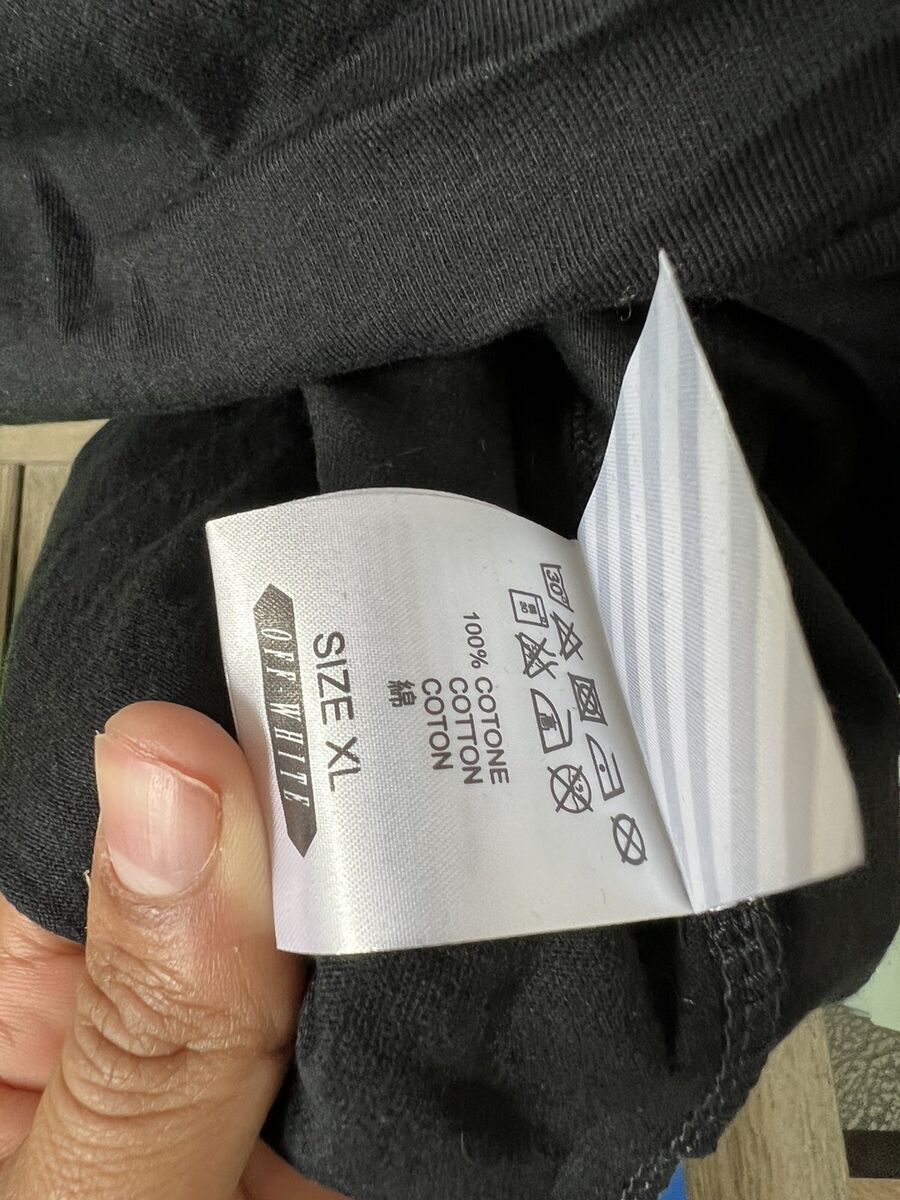 30°
100% COTONE
COTTON
COTON
綿
SIZE XL
OFF WHITE